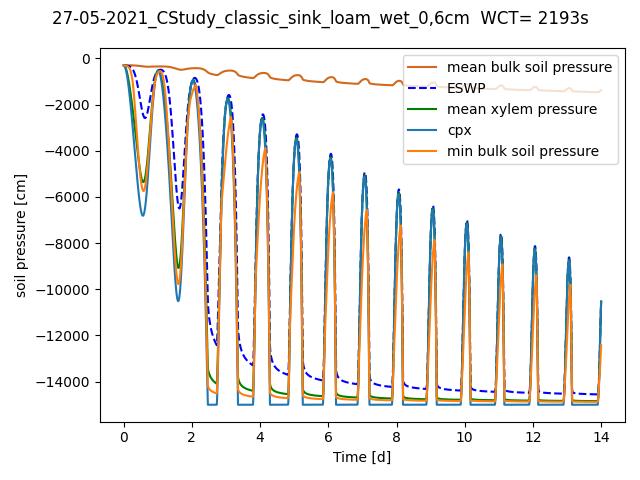 27-05-2021_CStudy_classic_sink_loam_wet_0,6cm  WCT= 2193s
mean bulk soil pressure
ESWP
mean xylem pressure
cpx
min bulk soil pressure
soil pressure [cm]
0
−2000
−4000
−6000
−8000
−10000
−12000
−14000
0 2 4 6 8 10 12 14
Time [d]